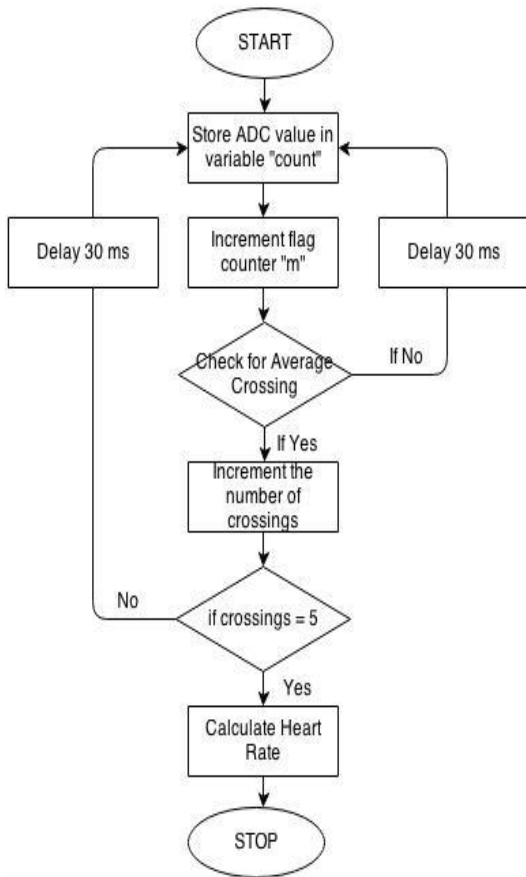 START
Store ADC value in
variable "count"
Delay 30 ms
Increment flag
counter "m"
Delay 30 ms
Check for Average
Crossing
If No
If Yes
Increment the
number of
crossings
No
if crossings = 5
Yes
Calculate Heart
Rate
STOP